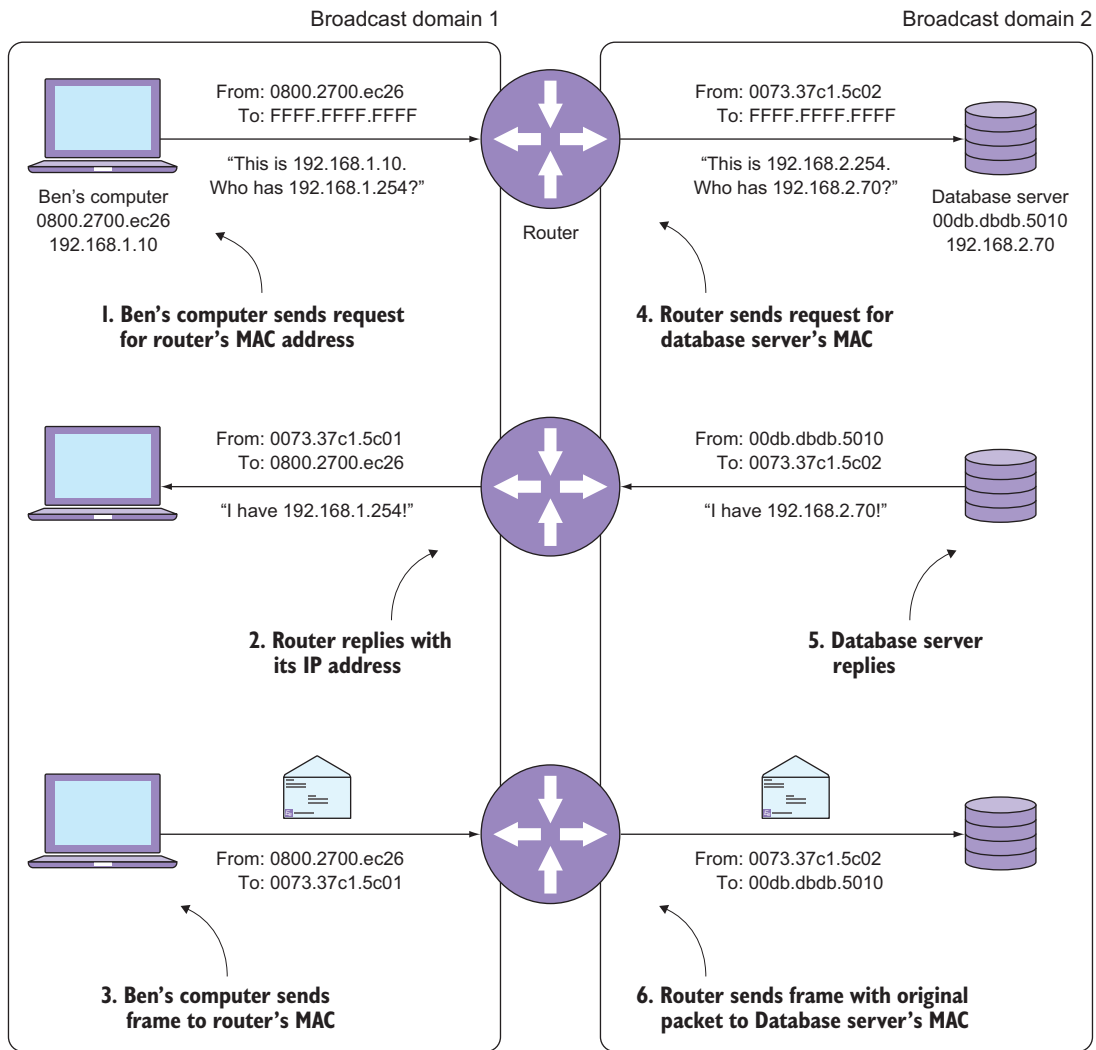 Broadcast domain 1
Broadcast domain 2
From: 0800.2700.ec26
To: FFFF.FFFF.FFFF
“This is 192.168.1.10.
Who has 192.168.1.254?”
Ben’s computer
0800.2700.ec26
192.168.1.10
Router
From: 0073.37c1.5c02
To: FFFF.FFFF.FFFF
“This is 192.168.2.254.
Who has 192.168.2.70?”
Database server
00db.dbdb.5010
192.168.2.70
1. Ben’s computer sends request
for router’s MAC address
4. Router sends request for
database server’s MAC
From: 0073.37c1.5c01
To: 0800.2700.ec26
“I have 192.168.1.254!”
From: 00db.dbdb.5010
To: 0073.37c1.5c02
“I have 192.168.2.70!”
2. Router replies with
its IP address
5. Database server
replies
From: 0800.2700.ec26
To: 0073.37c1.5c01
From: 0073.37c1.5c02
To: 00db.dbdb.5010
3. Ben’s computer sends
frame to router’s MAC
6. Router sends frame with original
packet to Database server’s MAC